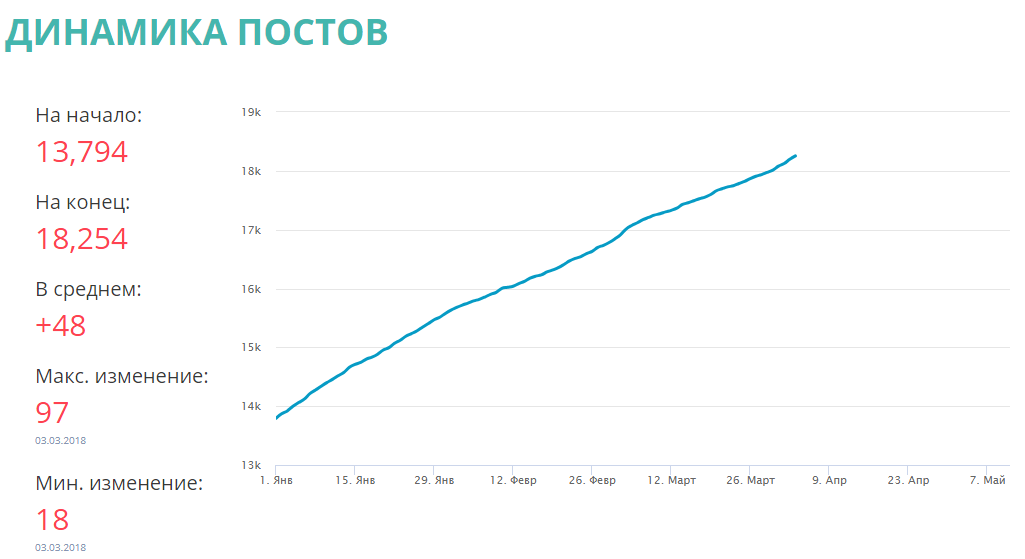 ДИНАМИКА ПОСТОВ
На начало:
13,794
На конец:
18,254
В среднем:
+48
Макс. изменение:
97
03.03.2018
Мин. изменение:
18
03.03.2018
19k
18k
17k
16k
15k
14k
13k
1. Янв
15. Янв
29. Янв
12. Февр
26. Февр
12. Март
26. Март
9. Апр
23. Апр
7. Май